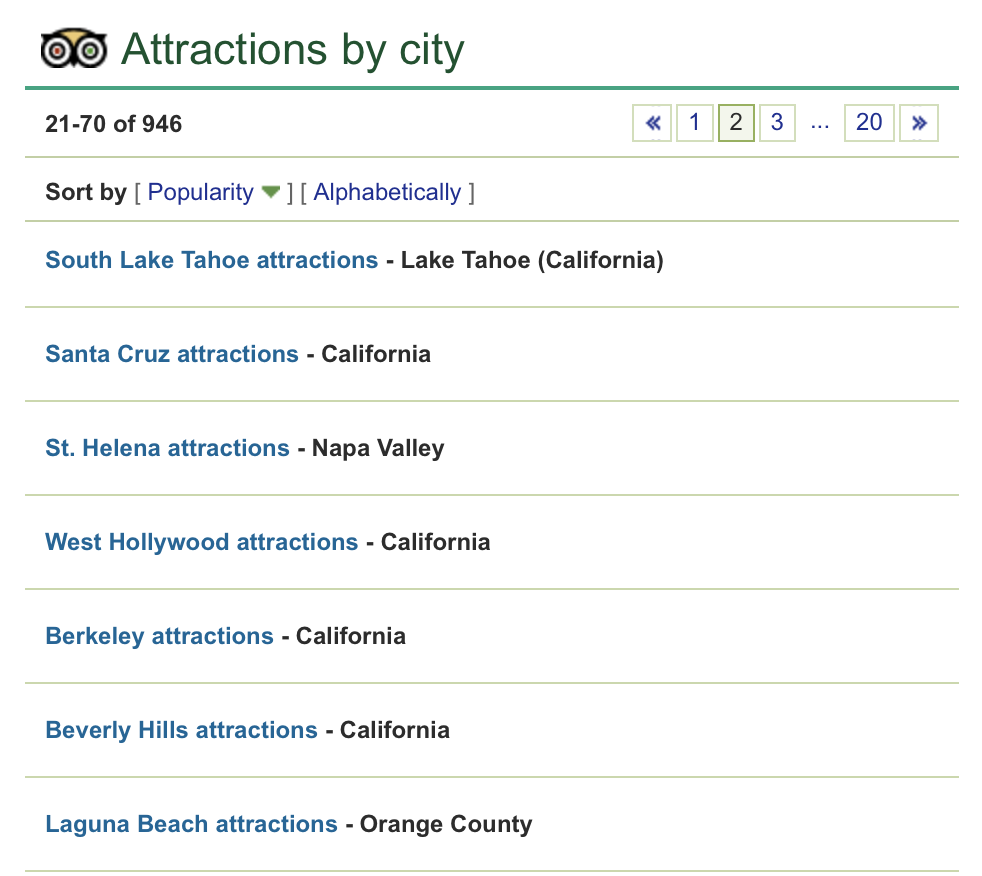 Attractions by city
21-70 of 946 « 1 2 3 ... 20 »
Sort by [ Popularity ] [ Alphabetically ]
South Lake Tahoe attractions - Lake Tahoe (California)
Santa Cruz attractions - California
St. Helena attractions - Napa Valley
West Hollywood attractions - California
Berkeley attractions - California
Beverly Hills attractions - California
Laguna Beach attractions - Orange County